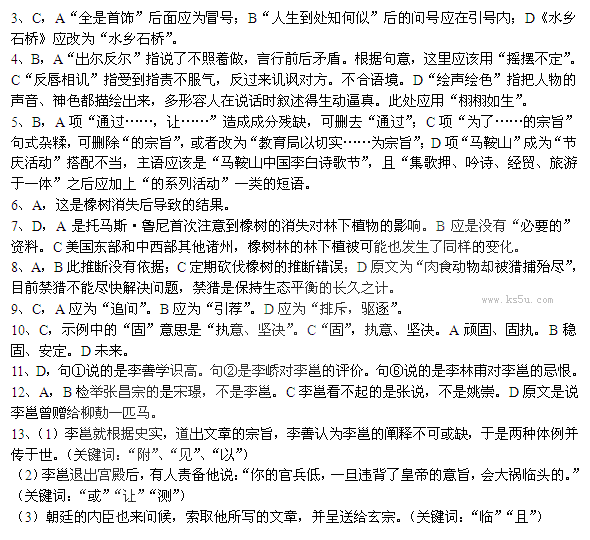 3、C，A“全是首饰”后面应为冒号；B“人生到处知何似”后的问号应在引号内；D《水乡
石桥》应改为“水乡石桥”。
4、B，A“出尔反尔”指说了不照着做，言行前后矛盾。根据句意，这里应该用“摇摆不定”。
C“反唇相讥”指受到指责不服气，反过来讥讽对方。不合语境。D“绘声绘色”指把人物的
声音、神色都描绘出来，多形容人在说话时叙述得生动逼真。此处应用“栩栩如生”。
5、B，A 项“通过……，让……”造成成分残缺，可删去“通过”；C 项“为了……的宗旨”
句式杂糅，可删除“的宗旨”，或者改为“教育局以切实……为宗旨”；D 项“马鞍山”成为“节
庆活动”搭配不当，主语应该是“马鞍山中国李白诗歌节”，且“集歌押、吟诗、经贸、旅游
于一体”之后应加上“的系列活动”一类的短语。
6、A，这是橡树消失后导致的结果。
7、D，A 是托马斯·鲁尼首次注意到橡树的消失对林下植物的影响。B 应是没有“必要的”
资料。C 美国东部和中西部其他诸州，橡树林的林下植被可能也发生了同样的变化。
8、A，B 此推断没有依据；C 定期砍伐橡树的推断错误；D 原文为“肉食动物却被猎捕殆尽”，
目前禁猎不能尽快解决问题，禁猎是保持生态平衡的长久之计。
www.ks5u.com
9、C，A 应为“追问”。B 应为“引荐”。D 应为“排斥，驱逐”。
10、C，示例中的“固”意思是“执意、坚决”。C“固”，执意、坚决。A 顽固、固执。B 稳
固、安定。D 未来。
11、D，句①说的是李善学识高。句②是李峤对李邕的评价。句⑥说的是李林甫对李邕的忌恨。
12、A，B 检举张昌宗的是宋璟，不是李邕。C 李邕看不起的是张说，不是姚崇。D 原文是说
李邕曾赠给柳勣一匹马。
13、（1）李邕就根据史实，道出文章的宗旨，李善认为李邕的阐释不可或缺，于是两种体例并
传于世。（关键词：“附”、“见”、“以”）
（2）李邕退出宫殿后，有人责备他说：“你的官兵低，一旦违背了皇帝的意旨，会大祸临头的。”
（关键词：“或”“让”“测”）
（3）朝廷的内臣也来问候，索取他所写的文章，并呈送给玄宗。（关键词：“临”“且”）